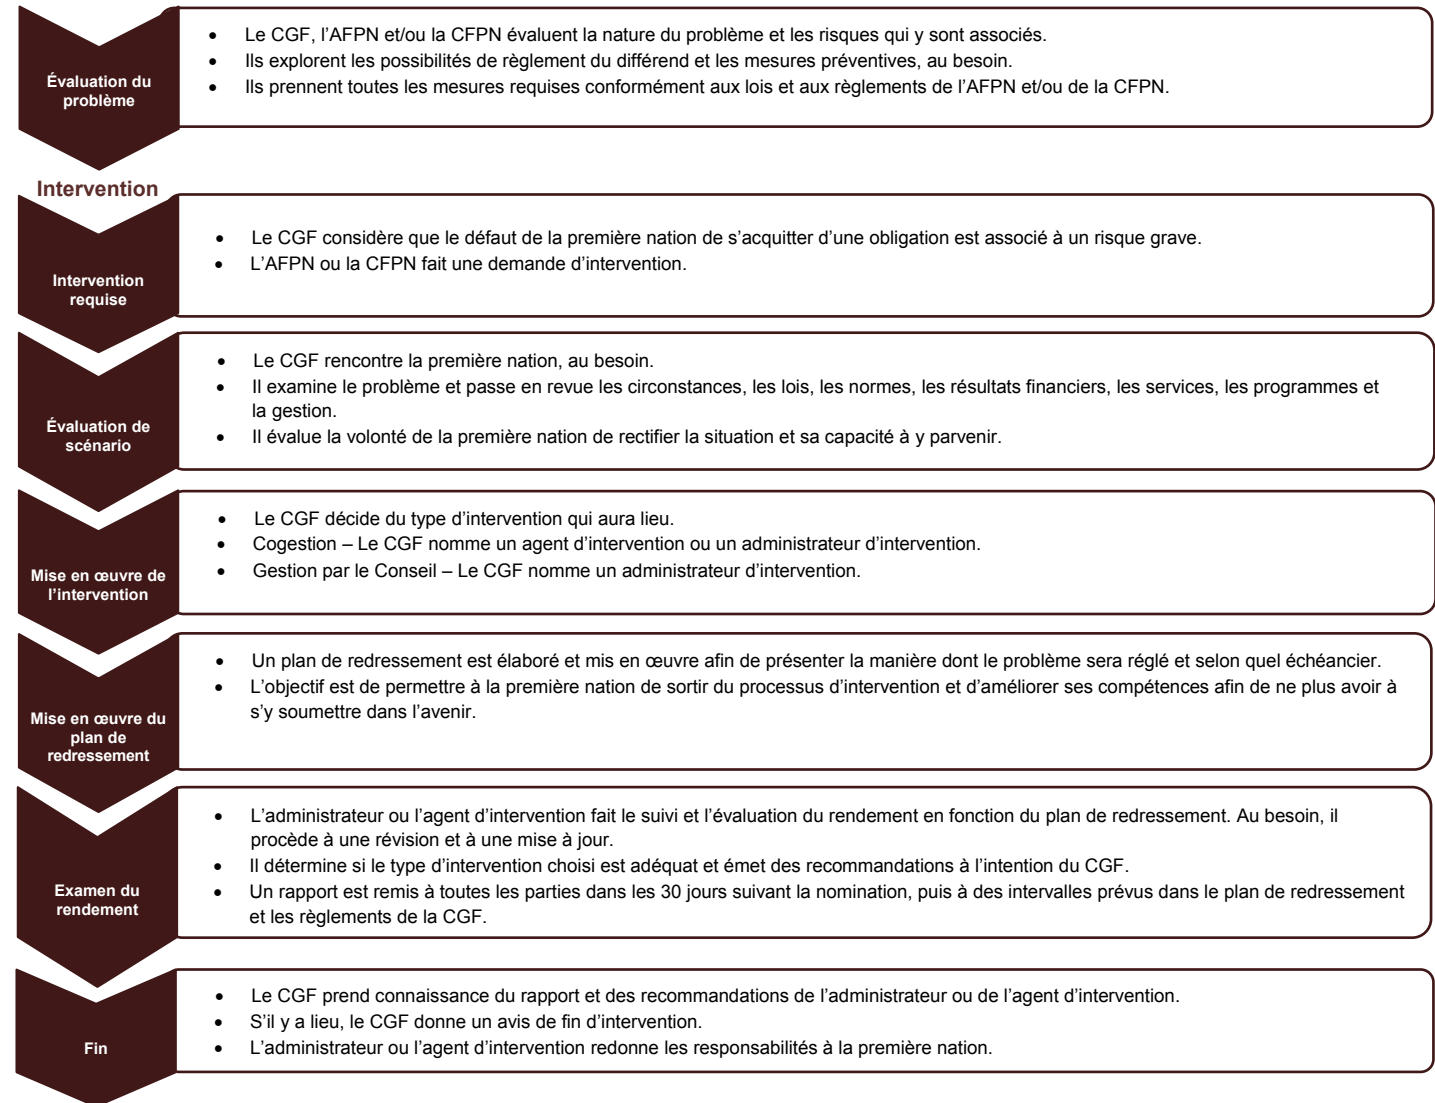 Évaluation du
problème
• Le CGF, l’AFPN et/ou la CFPN évaluent la nature du problème et les risques qui y sont associés.
• Ils explorent les possibilités de règlement du différend et les mesures préventives, au besoin.
• Ils prennent toutes les mesures requises conformément aux lois et aux règlements de l’AFPN et/ou de la CFPN.
Intervention
Intervention
requise
• Le CGF considère que le défaut de la première nation de s’acquitter d’une obligation est associé à un risque grave.
• L’AFPN ou la CFPN fait une demande d’intervention.
Évaluation de
scénario
• Le CGF rencontre la première nation, au besoin.
• Il examine le problème et passe en revue les circonstances, les lois, les normes, les résultats financiers, les services, les programmes et
la gestion.
• Il évalue la volonté de la première nation de rectifier la situation et sa capacité à y parvenir.
Mise en œuvre de
l’intervention
• Le CGF décide du type d’intervention qui aura lieu.
• Cogestion – Le CGF nomme un agent d’intervention ou un administrateur d’intervention.
• Gestion par le Conseil – Le CGF nomme un administrateur d’intervention.
Mise en œuvre du
plan de
redressement
• Un plan de redressement est élaboré et mis en œuvre afin de présenter la manière dont le problème sera réglé et selon quel échéancier.
• L’objectif est de permettre à la première nation de sortir du processus d’intervention et d’améliorer ses compétences afin de ne plus avoir à
s’y soumettre dans l’avenir.
Examen du
rendement
• L’administrateur ou l’agent d’intervention fait le suivi et l’évaluation du rendement en fonction du plan de redressement. Au besoin, il
procède à une révision et à une mise à jour.
• Il détermine si le type d’intervention choisi est adéquat et émet des recommandations à l’intention du CGF.
• Un rapport est remis à toutes les parties dans les 30 jours suivant la nomination, puis à des intervalles prévus dans le plan de redressement
et les règlements de la CGF.
Fin
• Le CGF prend connaissance du rapport et des recommandations de l’administrateur ou de l’agent d’intervention.
• S’il y a lieu, le CGF donne un avis de fin d’intervention.
• L’administrateur ou l’agent d’intervention redonne les responsabilités à la première nation.